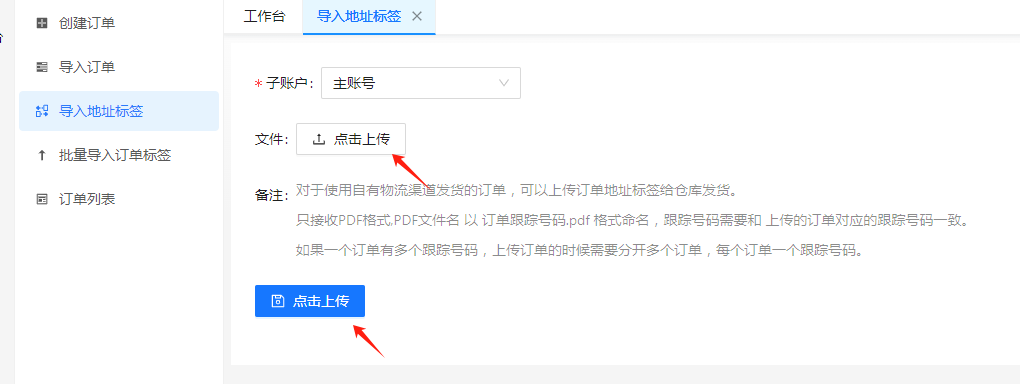 创建订单
导入订单
导入地址标签
批量导入订单标签
订单列表
工作台
导入地址标签
* 子账户: 主账号
文件: 点击上传
备注: 对于使用自有物流渠道发货的订单，可以上传订单地址标签给仓库发货。
只接收PDF格式,PDF文件名 以 订单跟踪号码.pdf 格式命名，跟踪号码需要和 上传的订单对应的跟踪号码一致。
如果一个订单有多个跟踪号码，上传订单的时候需要分开多个订单，每个订单一个跟踪号码。
点击上传